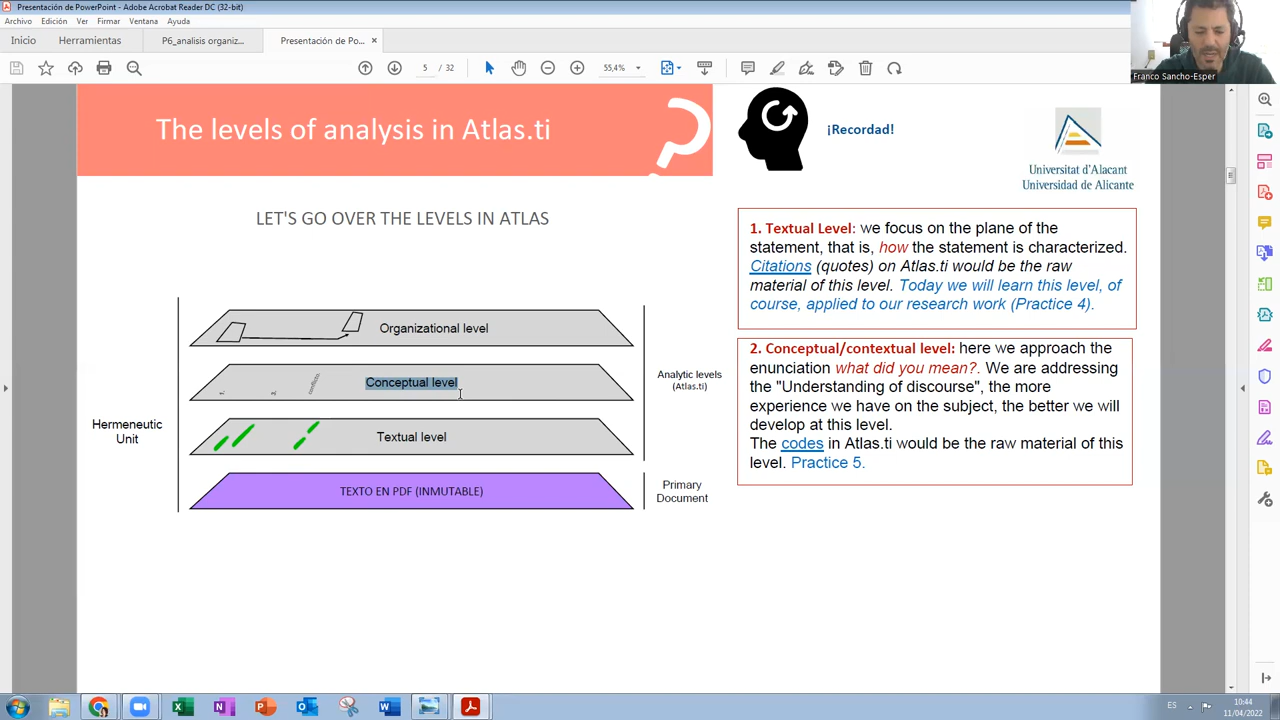 Presentación de PowerPoint - Adobe Acrobat Reader DC (32-bit)
Archivo Edición Ver Firmar Ventana Ayuda
Inicio Herramientas P6_analisis organiz... Presentación de Po... ×
5 / 32 55,4%
Franco Sancho-Esper
The levels of analysis in Atlas.ti
¡Recordad!
Universitat d'Alacant
Universidad de Alicante
LET'S GO OVER THE LEVELS IN ATLAS
1. Textual Level: we focus on the plane of the
statement, that is, how the statement is characterized.
Citations (quotes) on Atlas.ti would be the raw
material of this level. Today we will learn this level, of
course, applied to our research work (Practice 4).
2. Conceptual/contextual level: here we approach the
enunciation what did you mean?. We are addressing
the "Understanding of discourse", the more
experience we have on the subject, the better we will
develop at this level.
The codes in Atlas.ti would be the raw material of this
level. Practice 5.
Organizational level
Conceptual level
Textual level
TEXTO EN PDF (INMUTABLE)
Hermeneutic
Unit
Analytic levels
(Atlas.ti)
Primary
Document
ES
10:44
11/04/2022